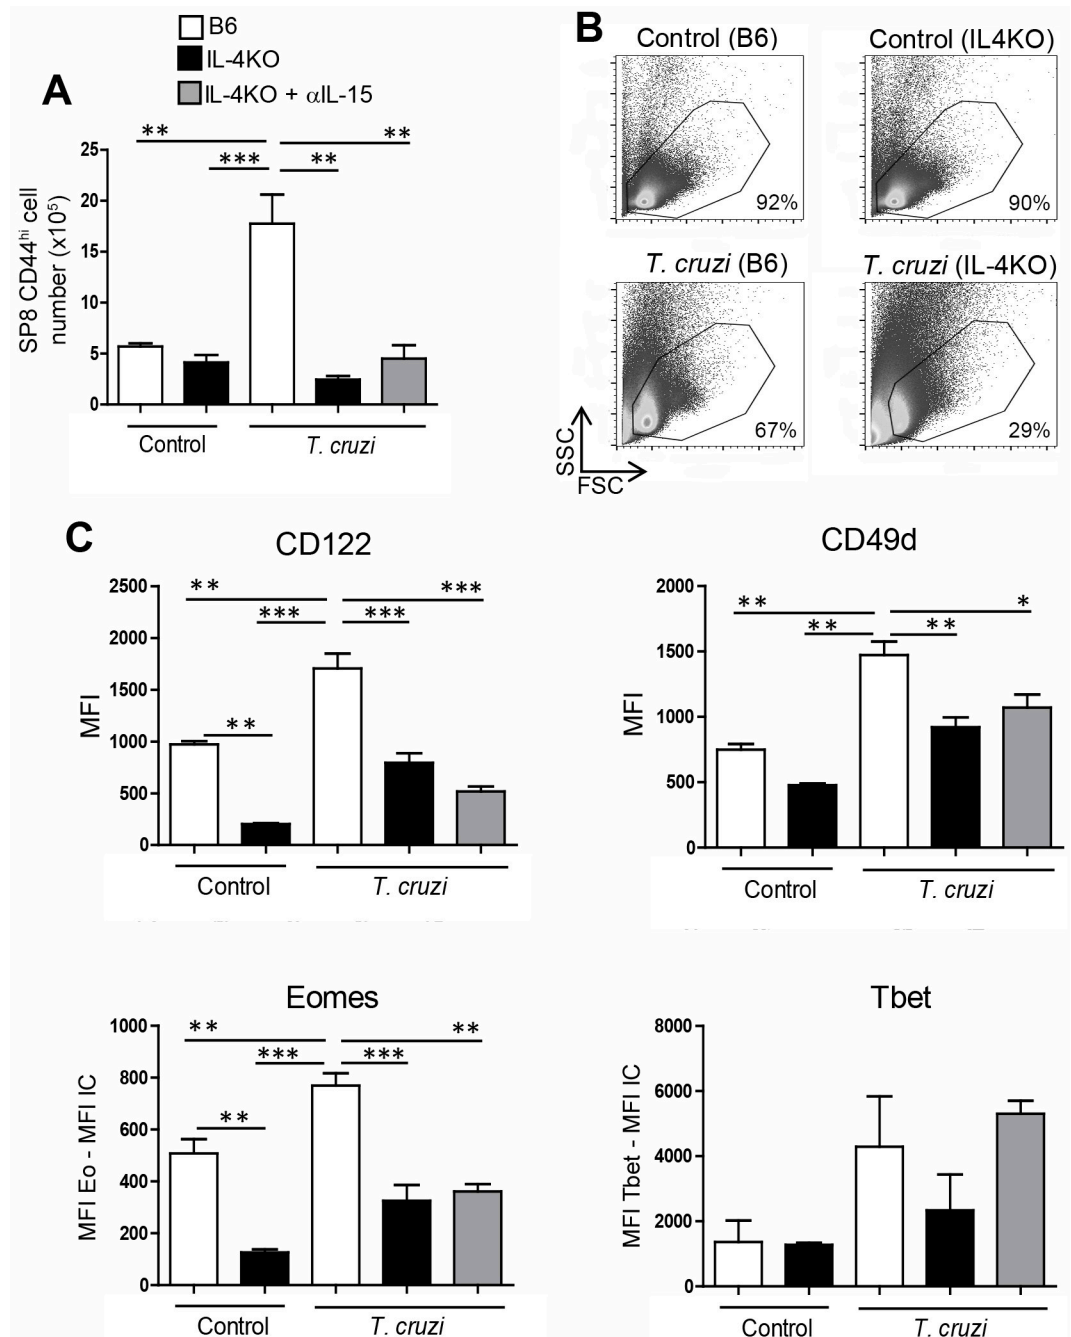 B6
IL-4KO
IL-4KO + αIL-15
A
** **
*** **
SP8 CD44hi cell
number (x10⁵)
25
20
15
10
5
0
Control T. cruzi
B
Control (B6) Control (IL4KO)
92% 90%
T. cruzi (B6) T. cruzi (IL-4KO)
67% 29%
SSC
FSC
C
CD122
MFI
2500
2000
1500
1000
500
0
** ***
*** ***
**
Control T. cruzi
CD49d
MFI
2000
1500
1000
500
0
** *
** **
Control T. cruzi
Eomes
MFI Eo - MFI IC
1000
800
600
400
200
0
** **
*** ***
**
Control T. cruzi
Tbet
MFI Tbet - MFI IC
8000
6000
4000
2000
0
Control T. cruzi